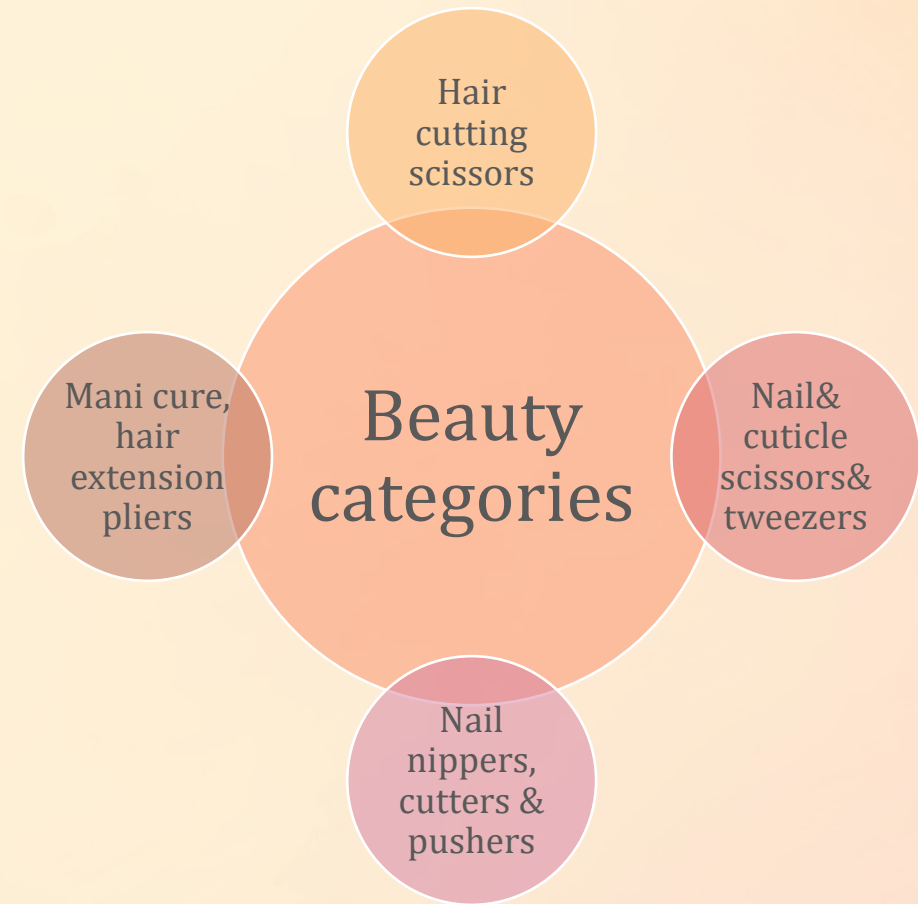 Hair
cutting
scissors
Mani cure,
hair
extension
pliers
Beauty
categories
Nail&
cuticle
scissors&
tweezers
Nail
nippers,
cutters &
pushers